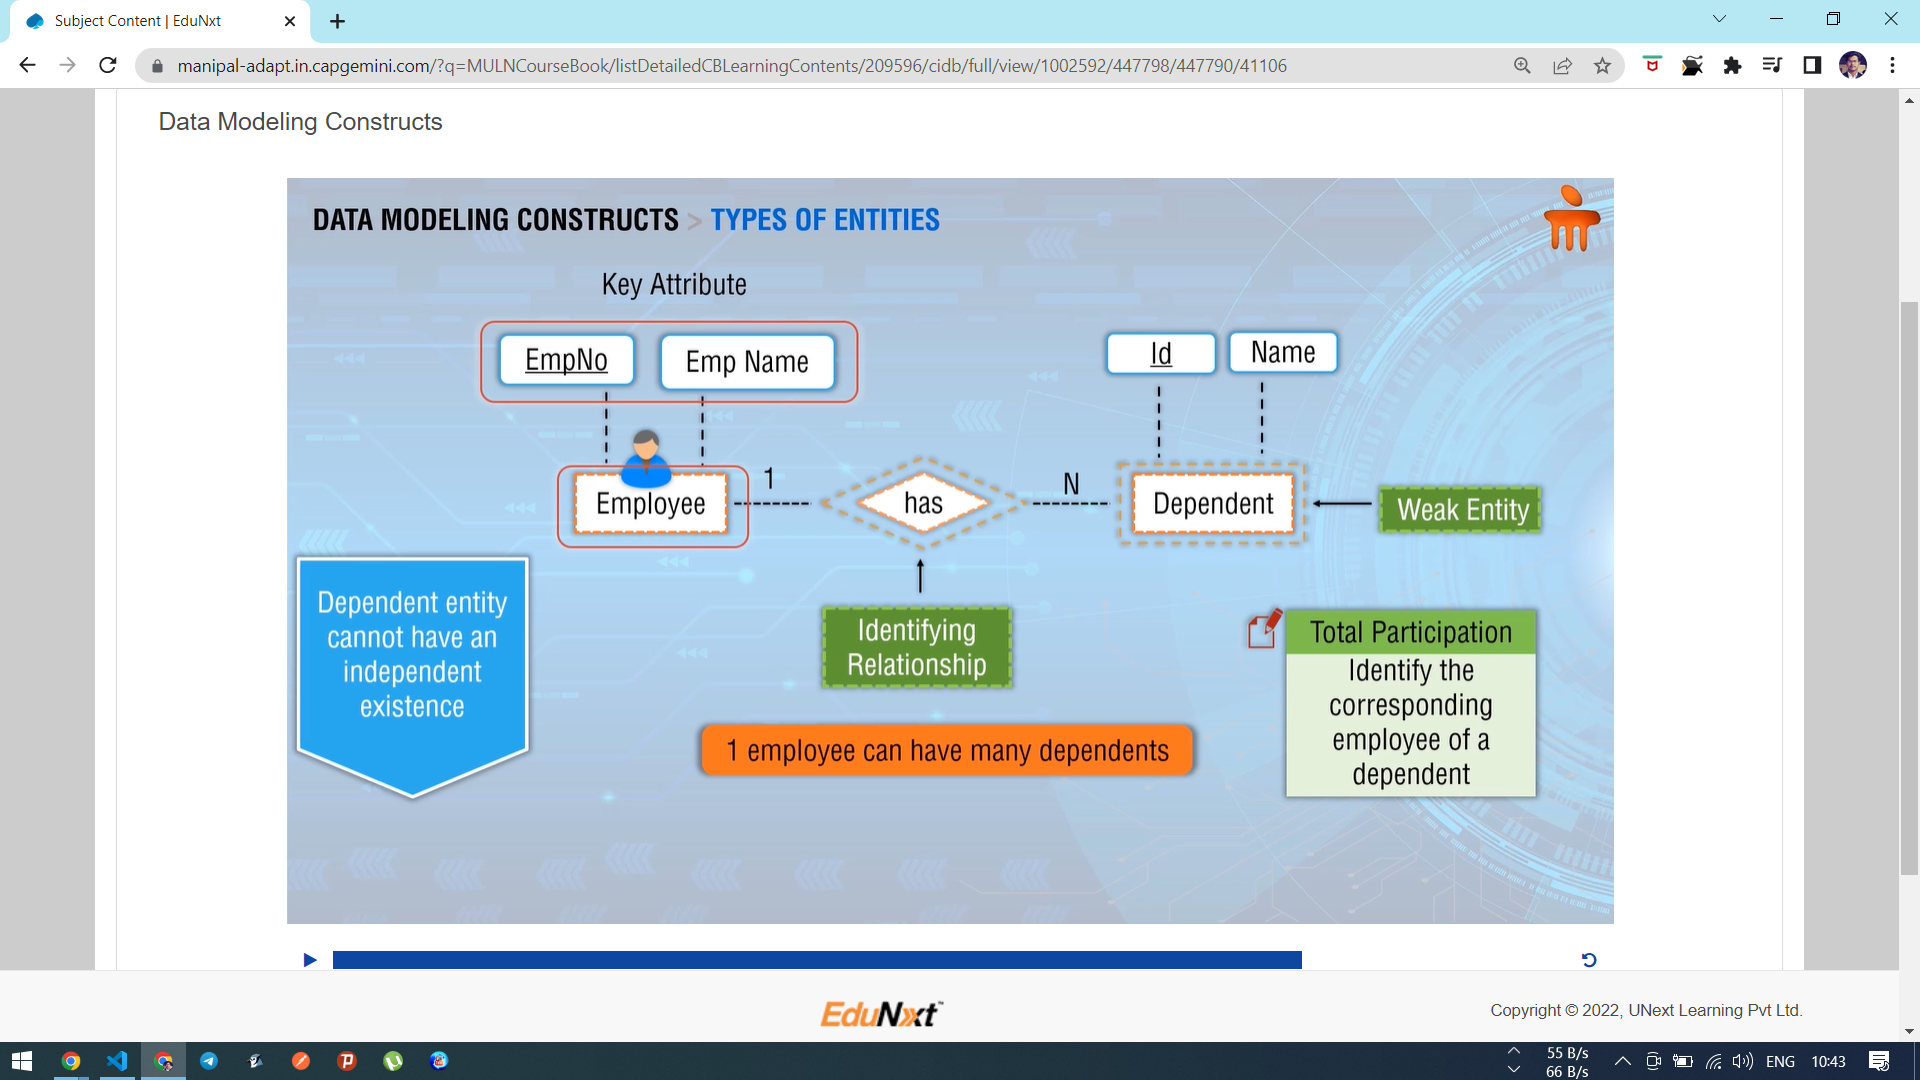 Subject Content | EduNxt
manipal-adapt.in.capgemini.com/?q=MULNCourseBook/listDetailedCBLearningContents/209596/cidb/full/view/1002592/447798/447790/41106
Data Modeling Constructs
DATA MODELING CONSTRUCTS > TYPES OF ENTITIES
Key Attribute
EmpNo
Emp Name
Id
Name
Employee
1
has
N
Dependent
Weak Entity
Dependent entity
cannot have an
independent
existence
Identifying
Relationship
1 employee can have many dependents
Total Participation
Identify the
corresponding
employee of a
dependent
EduNxt
Copyright © 2022, UNext Learning Pvt Ltd.
55 B/s
66 B/s
ENG
10:43